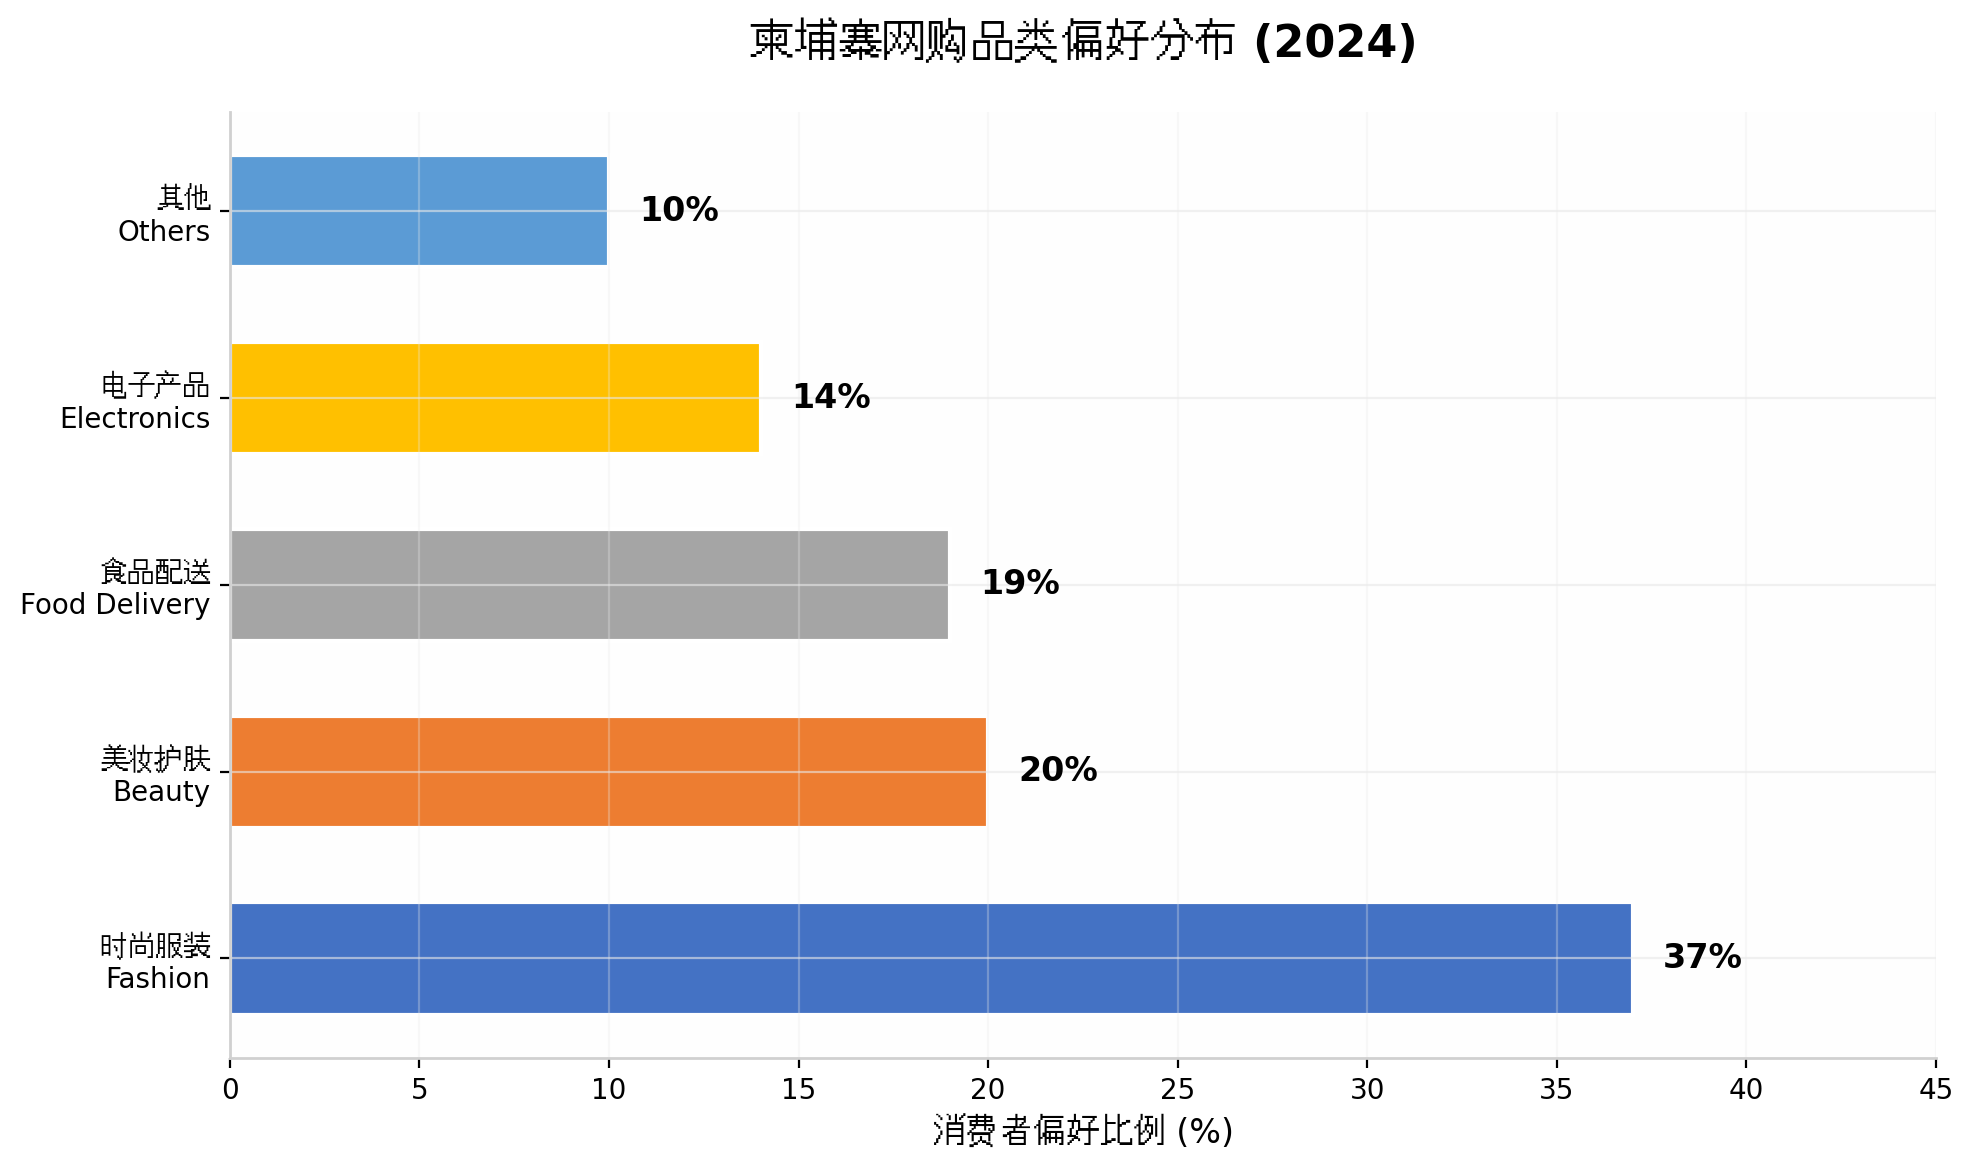 柬埔寨网购品类偏好分布 (2024)
其他
Others
10%
电子产品
Electronics
14%
食品配送
Food Delivery
19%
美妆护肤
Beauty
20%
时尚服装
Fashion
37%
0 5 10 15 20 25 30 35 40 45
消费者偏好比例 (%)